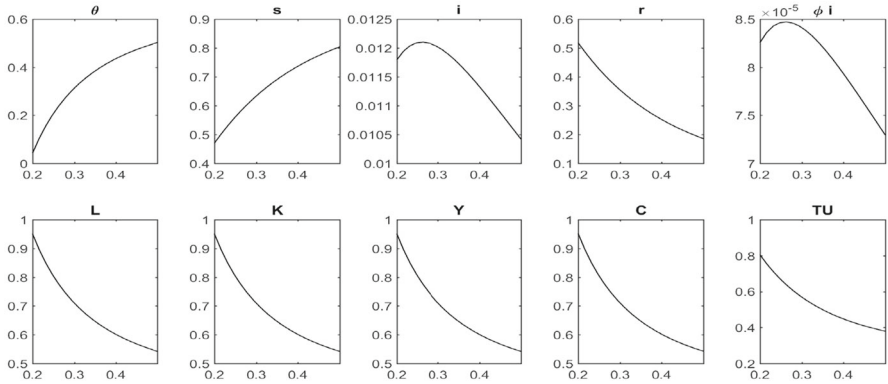 θ s i r φ i
×10⁻⁵
0.6 0.9 0.0125 0.6 8.5
0.8 0.012 0.5
0.4 0.7 0.0115 0.4 8
0.6 0.011 0.3
0.2 0.5 0.0105 0.2 7.5
0 0.4 0.01 0.1 7
0.2 0.3 0.4 0.2 0.3 0.4 0.2 0.3 0.4 0.2 0.3 0.4 0.2 0.3 0.4
L K Y C TU
1 1 1 1 1
0.9 0.9 0.9 0.9 0.8
0.8 0.8 0.8 0.8 0.6
0.7 0.7 0.7 0.7
0.6 0.6 0.6 0.6 0.4
0.5 0.5 0.5 0.5 0.2
0.2 0.3 0.4 0.2 0.3 0.4 0.2 0.3 0.4 0.2 0.3 0.4 0.2 0.3 0.4